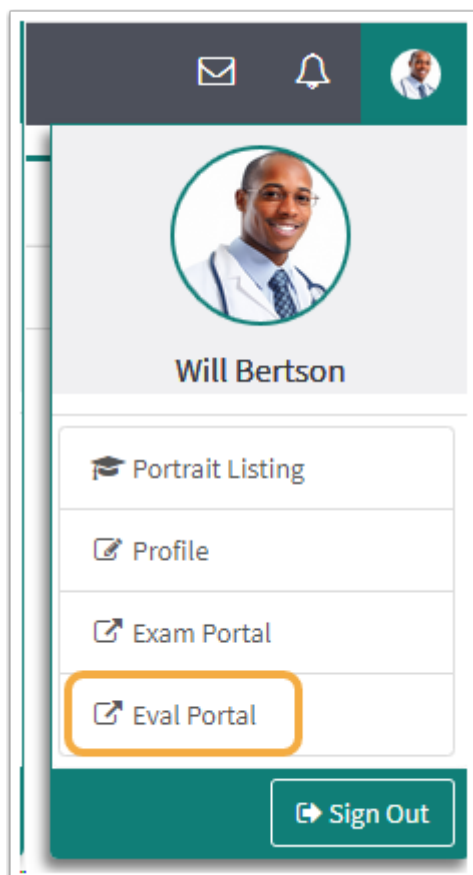 Will Bertson
Portrait Listing
Profile
Exam Portal
Eval Portal
Sign Out